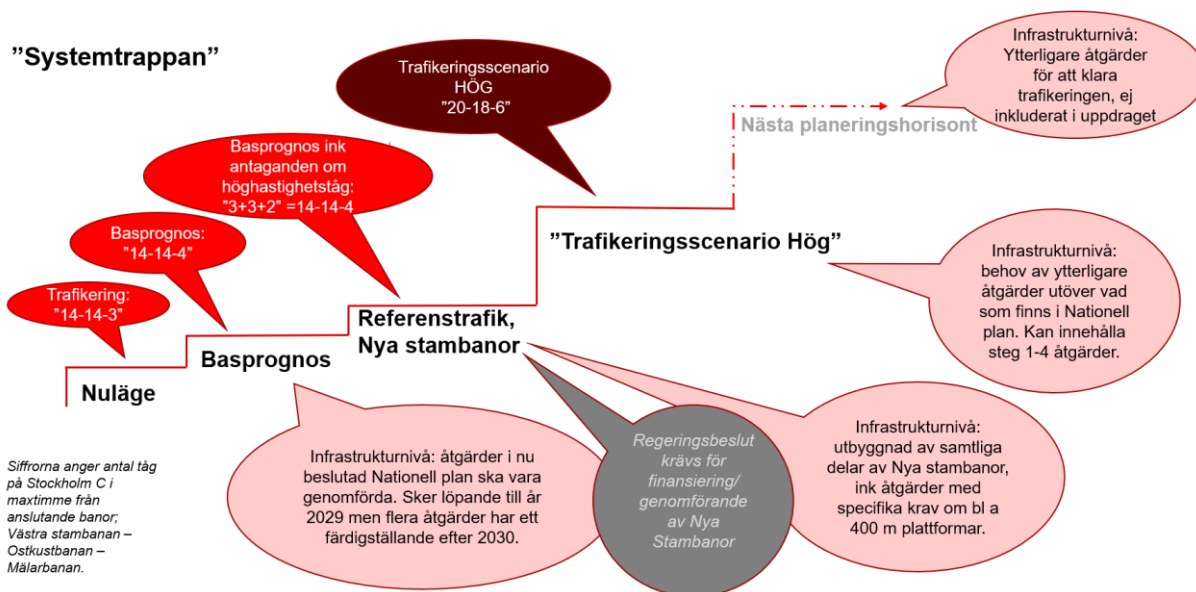 ”Systemtrappan”
Trafikeringsscenario
HÖG
”20-18-6”
Infrastrukturnivå:
Ytterligare åtgärder
för att klara
trafikeringen, ej
inkluderat i uppdraget
Nästa planeringshorisont
Basprognos ink
antaganden om
höghastighetståg:
”3+3+2” =14-14-4
Basprognos:
”14-14-4”
Trafikering:
”14-14-3”
”Trafikeringsscenario Hög”
Infrastrukturnivå:
behov av ytterligare
åtgärder utöver vad
som finns i Nationell
plan. Kan innehålla
steg 1-4 åtgärder.
Referenstrafik,
Nya stambanor
Basprognos
Nuläge
Siffrorna anger antal tåg
på Stockholm C i
maxtimme från
anslutande banor;
Västra stambanan –
Ostkustbanan –
Mälarbanan.
Infrastrukturnivå: åtgärder i nu
beslutad Nationell plan ska vara
genomförda. Sker löpande till år
2029 men flera åtgärder har ett
färdigställande efter 2030.
Regeringsbeslut
krävs för
finansiering/
genomförande
av Nya
Stambanor
Infrastrukturnivå:
utbyggnad av samtliga
delar av Nya stambanor,
ink åtgärder med
specifika krav om bl a
400 m plattformar.